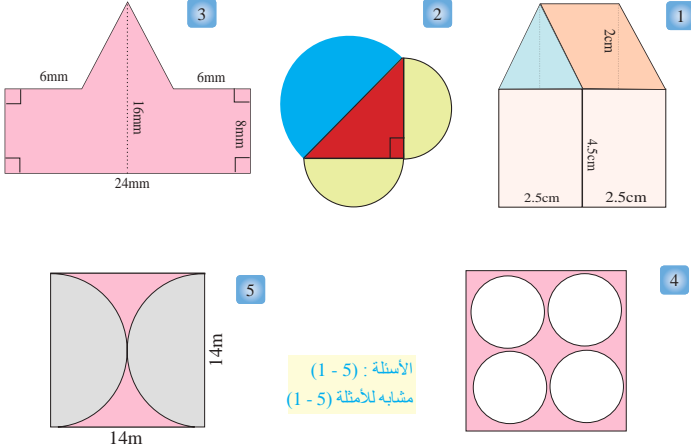 1
2cm
4.5cm
2.5cm
2.5cm
2
3
6mm
6mm
16mm
8mm
24mm
4
5
14m
14m
الأسئلة : (5 - 1)
مشابه للأمثلة (5 - 1)